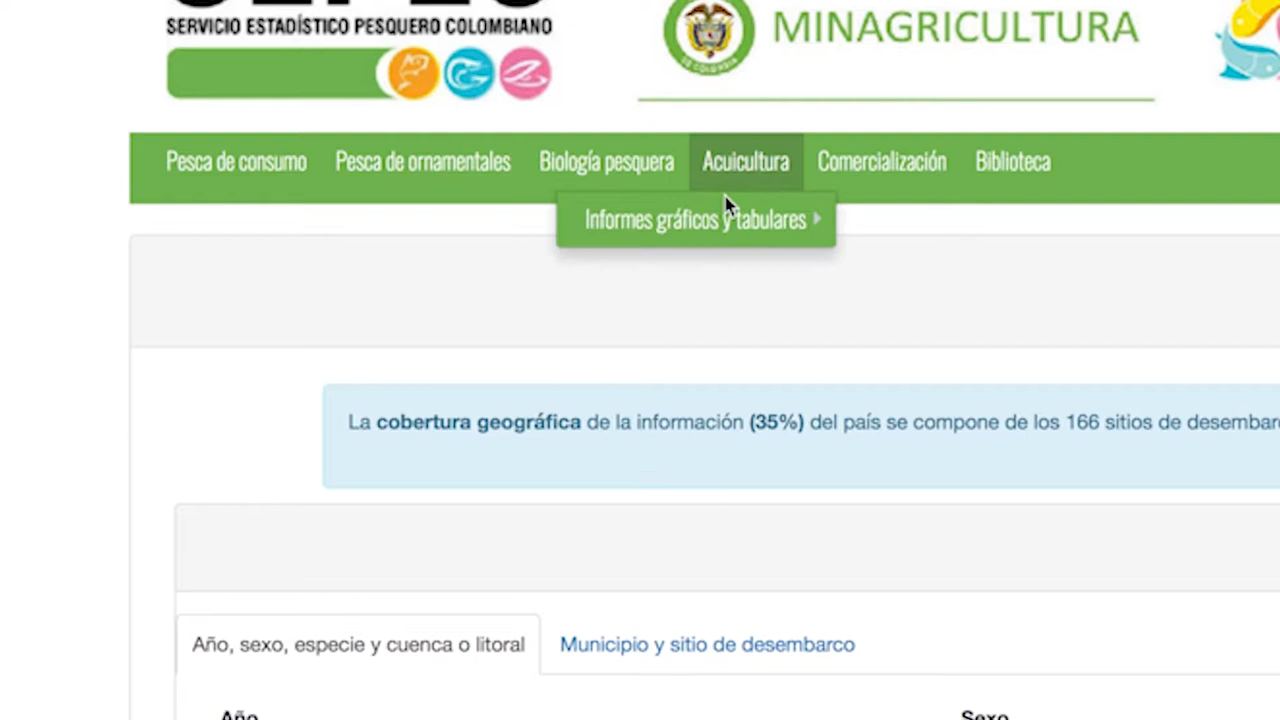 SERVICIO ESTADÍSTICO PESQUERO COLOMBIANO
MINAGRICULTURA
Pesca de consumo Pesca de ornamentales Biología pesquera Acuicultura Comercialización Biblioteca
Informes gráficos y tabulares
La cobertura geográfica de la información (35%) del país se compone de los 166 sitios de desembar
Año, sexo, especie y cuenca o litoral Municipio y sitio de desembarco
Año Sexo